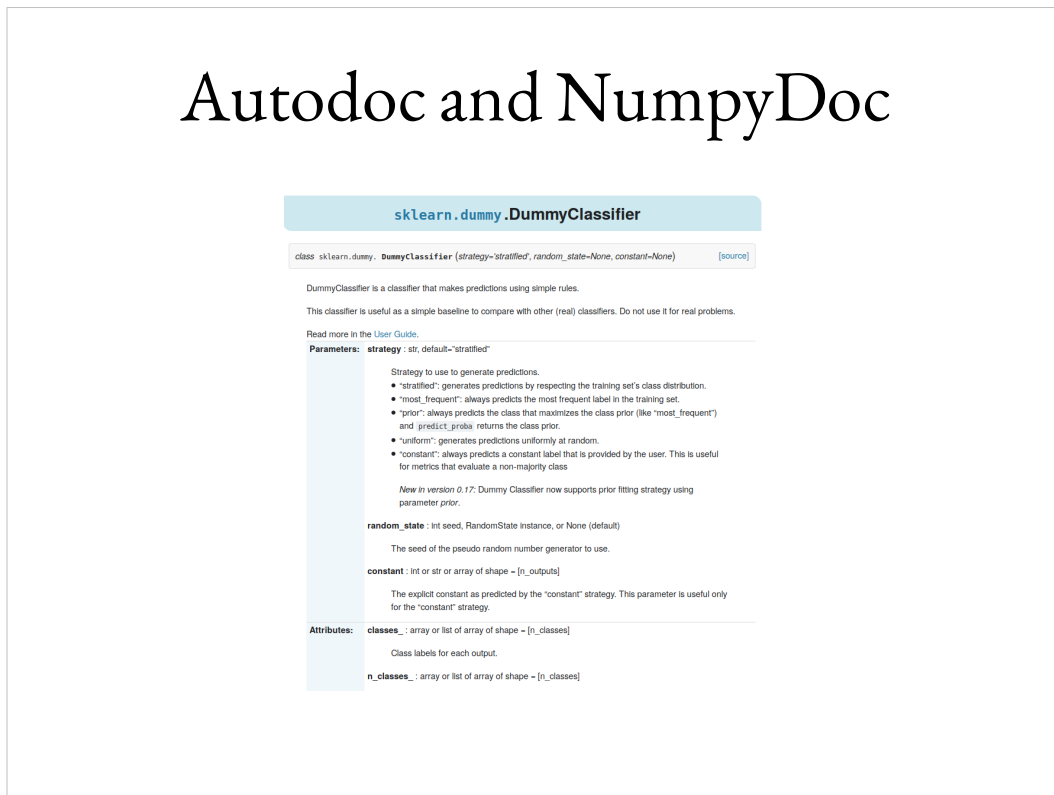 Autodoc and NumpyDoc
sklearn.dummy.DummyClassifier
class sklearn.dummy. DummyClassifier (strategy='stratified', random_state=None, constant=None) [source]
DummyClassifier is a classifier that makes predictions using simple rules.
This classifier is useful as a simple baseline to compare with other (real) classifiers. Do not use it for real problems.
Read more in the User Guide.
Parameters: strategy : str, default="stratified"
Strategy to use to generate predictions.
● “stratified”: generates predictions by respecting the training set’s class distribution.
● “most_frequent”: always predicts the most frequent label in the training set.
● “prior”: always predicts the class that maximizes the class prior (like “most_frequent”)
and predict_proba returns the class prior.
● “uniform”: generates predictions uniformly at random.
● “constant”: always predicts a constant label that is provided by the user. This is useful
for metrics that evaluate a non-majority class
New in version 0.17: Dummy Classifier now supports prior fitting strategy using
parameter prior.
random_state : int seed, RandomState instance, or None (default)
The seed of the pseudo random number generator to use.
constant : int or str or array of shape = [n_outputs]
The explicit constant as predicted by the “constant” strategy. This parameter is useful only
for the “constant” strategy.
Attributes: classes_ : array or list of array of shape = [n_classes]
Class labels for each output.
n_classes_ : array or list of array of shape = [n_classes]